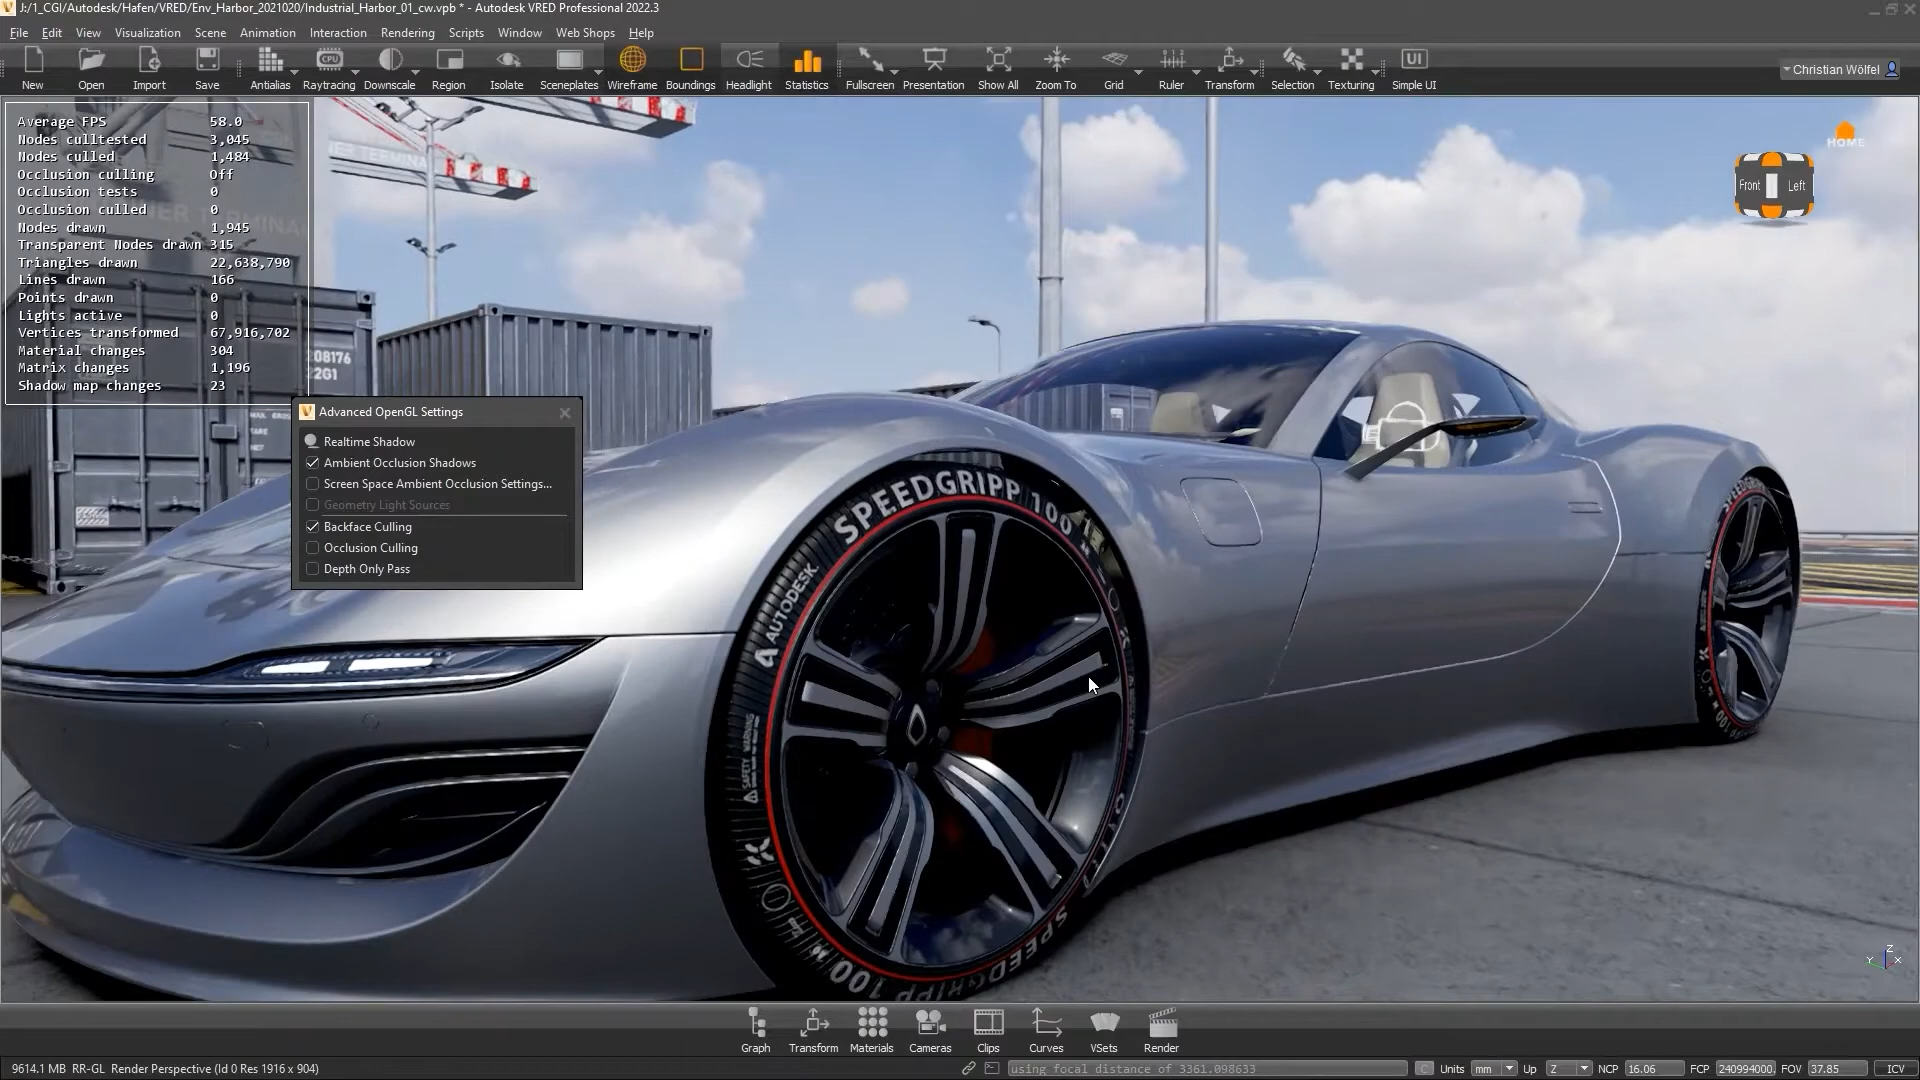 J:/1_CGI/Autodesk/Hafen/VRED/Env_Harbor_2021020/Industrial_Harbor_01_cw.vpb * - Autodesk VRED Professional 2022.3
File Edit View Visualization Scene Animation Interaction Rendering Scripts Window Web Shops Help
New Open Import Save Antialias Raytracing Downscale Region Isolate Sceneplates Wireframe Boundings Headlight Statistics Fullscreen Presentation Show All Zoom To Grid Ruler Transform Selection Texturing Simple UI
CPU
UI
Christian Wölfel
Average FPS 58.0
Nodes culltested 3,045
Nodes culled 1,484
Occlusion culling Off
Occlusion tests 0
Occlusion culled 0
Nodes drawn 1,945
Transparent Nodes drawn 315
Triangles drawn 22,638,790
Lines drawn 166
Points drawn 0
Lights active 0
Vertices transformed 67,916,702
Material changes 304
Matrix changes 1,196
Shadow map changes 23
HOME
Front Left
208176
22G1
Advanced OpenGL Settings
Realtime Shadow
Ambient Occlusion Shadows
Screen Space Ambient Occlusion Settings...
Geometry Light Sources
Backface Culling
Occlusion Culling
Depth Only Pass
SPEEDGRIPP 100
AUTODESK
SAFETY WARNING
SPEEDGRIPP 100
Z
Y X
Graph Transform Materials Cameras Clips Curves VSets Render
9614.1 MB RR-GL Render Perspective (Id 0 Res 1916 x 904)
using focal distance of 3361.098633
C Units mm Up Z NCP 16.06 FCP 240994000. FOV 37.85 ICV